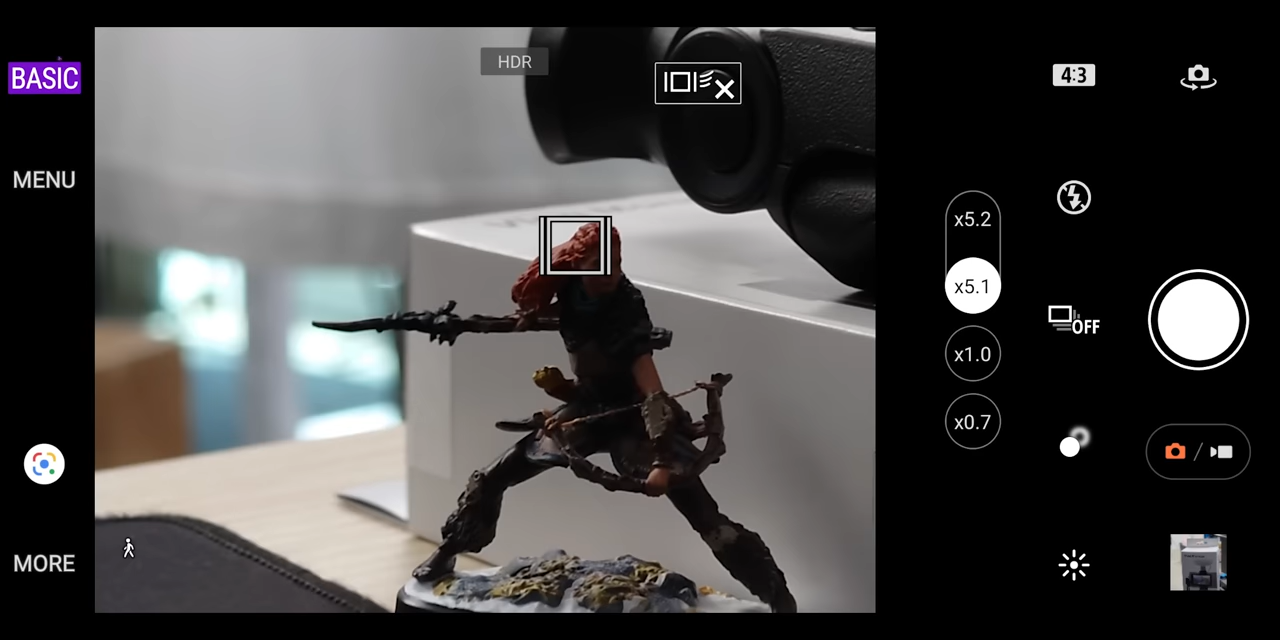 BASIC
MENU
MORE
HDR
x5.2
x5.1
x1.0
x0.7
4:3
OFF
/